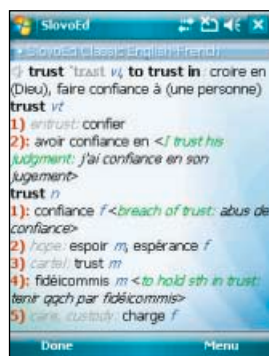 SlovoEd
SlovoEd Classic English-French
trust 'trʌst vi, to trust in : croire en
(Dieu), faire confiance à (une personne)
trust vt
1) entrust: confier
2): avoir confiance en <I trust his
judgment: j'ai confiance en son
jugement>
trust n
1): confiance f <breach of trust: abus de
confiance>
2) hope: espoir m, espérance f
3) cartel: trust m
4): fidéicommis m <to hold sth in trust:
tenir qqch par fidéicommis>
5) care, custody: charge f
Done Menu